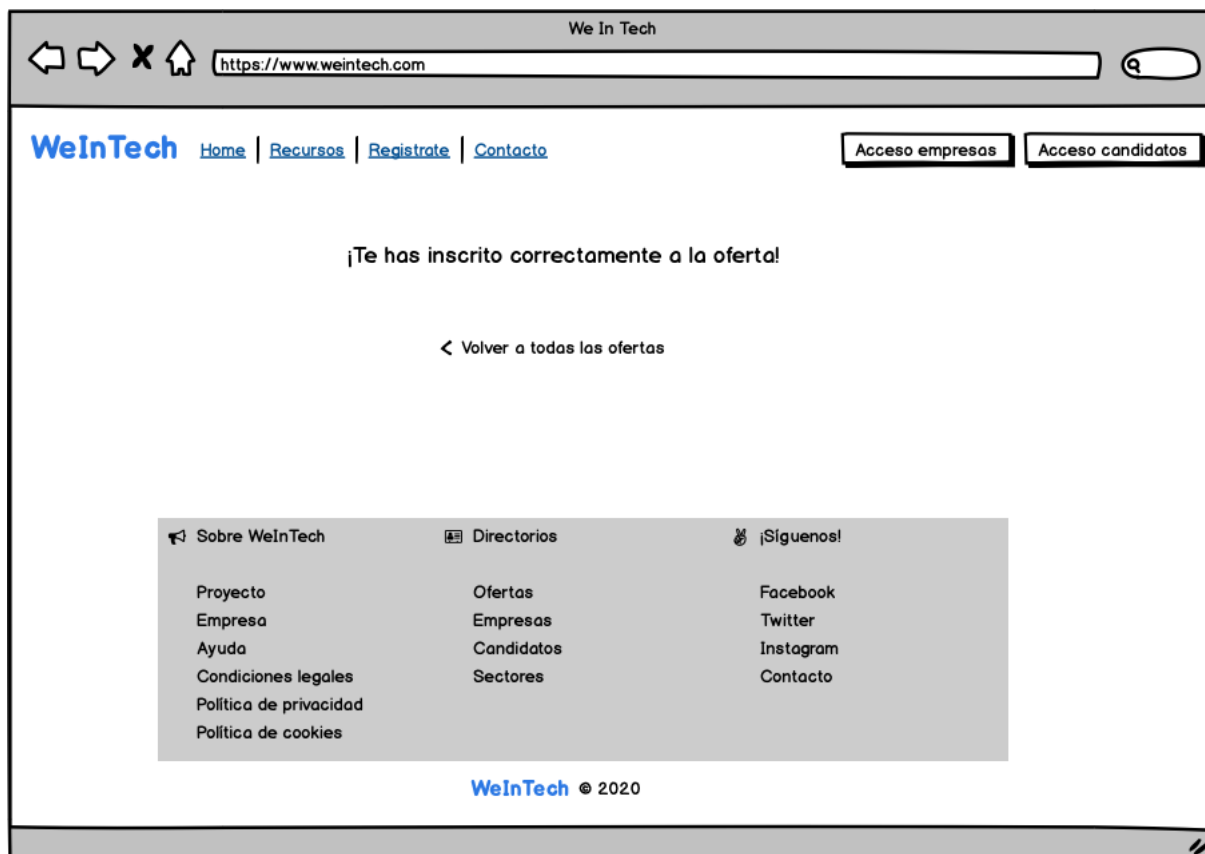 We In Tech
https://www.weintech.com
WeInTech Home Recursos Registrate Contacto Acceso empresas Acceso candidatos
¡Te has inscrito correctamente a la oferta!
Volver a todas las ofertas
Sobre WeInTech Directorios ¡Síguenos!
Proyecto Ofertas Facebook
Empresa Empresas Twitter
Ayuda Candidatos Instagram
Condiciones legales Sectores Contacto
Política de privacidad
Política de cookies
WeInTech © 2020